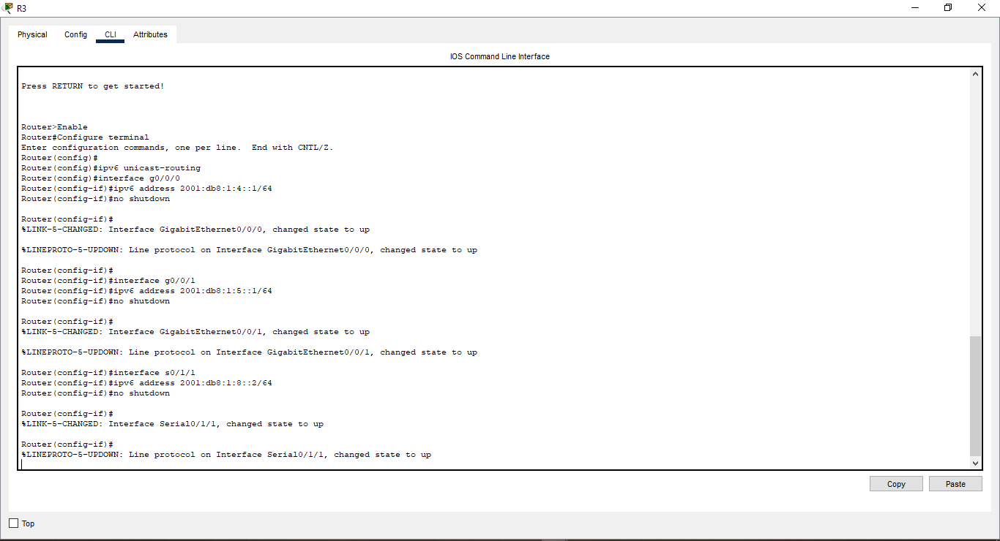 R3
Physical Config CLI Attributes
IOS Command Line Interface
Press RETURN to get started!
Router>Enable
Router#Configure terminal
Enter configuration commands, one per line.  End with CNTL/Z.
Router(config)#
Router(config)#ipv6 unicast-routing
Router(config)#interface g0/0/0
Router(config-if)#ipv6 address 2001:db8:1:4::1/64
Router(config-if)#no shutdown
Router(config-if)#
%LINK-5-CHANGED: Interface GigabitEthernet0/0/0, changed state to up
%LINEPROTO-5-UPDOWN: Line protocol on Interface GigabitEthernet0/0/0, changed state to up
Router(config-if)#
Router(config-if)#interface g0/0/1
Router(config-if)#ipv6 address 2001:db8:1:5::1/64
Router(config-if)#no shutdown
Router(config-if)#
%LINK-5-CHANGED: Interface GigabitEthernet0/0/1, changed state to up
%LINEPROTO-5-UPDOWN: Line protocol on Interface GigabitEthernet0/0/1, changed state to up
Router(config-if)#interface s0/1/1
Router(config-if)#ipv6 address 2001:db8:1:8::2/64
Router(config-if)#no shutdown
Router(config-if)#
%LINK-5-CHANGED: Interface Serial0/1/1, changed state to up
Router(config-if)#
%LINEPROTO-5-UPDOWN: Line protocol on Interface Serial0/1/1, changed state to up
Copy Paste
Top